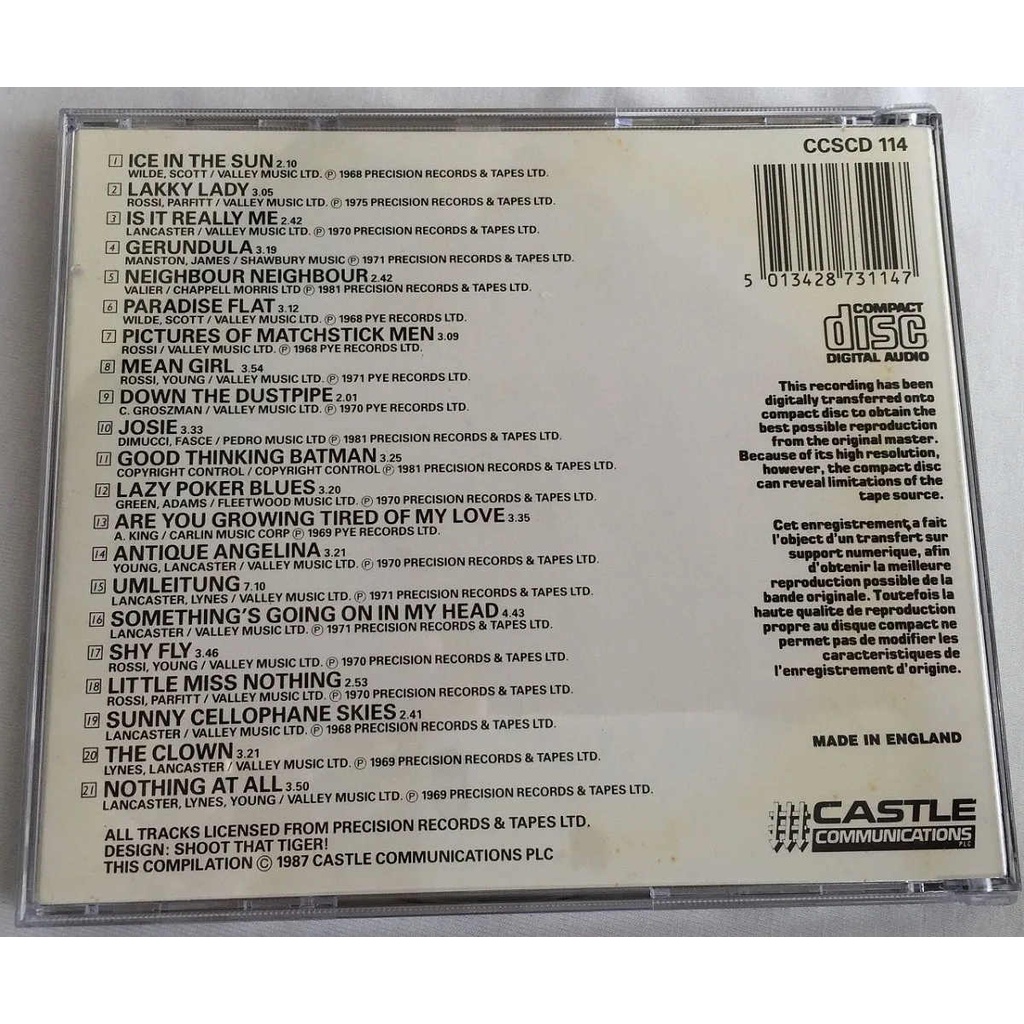 CCSCD 114
1 ICE IN THE SUN 2.10
WILDE, SCOTT / VALLEY MUSIC LTD. Ⓟ 1968 PRECISION RECORDS & TAPES LTD.
2 LAKKY LADY 3.05
ROSSI, PARFITT / VALLEY MUSIC LTD. Ⓟ 1975 PRECISION RECORDS & TAPES LTD.
3 IS IT REALLY ME 2.42
LANCASTER / VALLEY MUSIC LTD. Ⓟ 1970 PRECISION RECORDS & TAPES LTD.
4 GERUNDULA 3.19
MANSTON, JAMES / SHAWBURY MUSIC Ⓟ 1971 PRECISION RECORDS & TAPES LTD.
5 NEIGHBOUR NEIGHBOUR 2.42
VALIER / CHAPPELL MORRIS LTD Ⓟ 1981 PRECISION RECORDS & TAPES LTD.
6 PARADISE FLAT 3.12
WILDE, SCOTT / VALLEY MUSIC LTD. Ⓟ 1968 PYE RECORDS LTD.
7 PICTURES OF MATCHSTICK MEN 3.09
ROSSI / VALLEY MUSIC LTD. Ⓟ 1968 PYE RECORDS LTD.
8 MEAN GIRL 3.54
ROSSI, YOUNG / VALLEY MUSIC LTD. Ⓟ 1971 PYE RECORDS LTD.
9 DOWN THE DUSTPIPE 2.01
C. GROSZMAN / VALLEY MUSIC LTD. Ⓟ 1970 PYE RECORDS LTD.
10 JOSIE 3.33
DIMUCCI, FASCE / PEDRO MUSIC LTD Ⓟ 1981 PRECISION RECORDS & TAPES LTD.
11 GOOD THINKING BATMAN 3.25
COPYRIGHT CONTROL / COPYRIGHT CONTROL Ⓟ 1981 PRECISION RECORDS & TAPES LTD.
12 LAZY POKER BLUES 3.20
GREEN, ADAMS / FLEETWOOD MUSIC LTD. Ⓟ 1970 PRECISION RECORDS & TAPES LTD.
13 ARE YOU GROWING TIRED OF MY LOVE 3.35
A. KING / CARLIN MUSIC CORP Ⓟ 1969 PYE RECORDS LTD.
14 ANTIQUE ANGELINA 3.21
YOUNG, LANCASTER / VALLEY MUSIC LTD. Ⓟ 1970 PRECISION RECORDS & TAPES LTD.
15 UMLEITUNG 7.10
LANCASTER, LYNES / VALLEY MUSIC LTD. Ⓟ 1971 PRECISION RECORDS & TAPES LTD.
16 SOMETHING'S GOING ON IN MY HEAD 4.43
LANCASTER / VALLEY MUSIC LTD. Ⓟ 1971 PRECISION RECORDS & TAPES LTD.
17 SHY FLY 3.46
ROSSI, YOUNG / VALLEY MUSIC LTD. Ⓟ 1970 PRECISION RECORDS & TAPES LTD.
18 LITTLE MISS NOTHING 2.53
ROSSI, PARFITT / VALLEY MUSIC LTD. Ⓟ 1970 PRECISION RECORDS & TAPES LTD.
19 SUNNY CELLOPHANE SKIES 2.41
LANCASTER / VALLEY MUSIC LTD. Ⓟ 1968 PRECISION RECORDS & TAPES LTD.
20 THE CLOWN 3.21
LYNES, LANCASTER / VALLEY MUSIC LTD. Ⓟ 1969 PRECISION RECORDS & TAPES LTD.
21 NOTHING AT ALL 3.50
LANCASTER, LYNES, YOUNG / VALLEY MUSIC LTD. Ⓟ 1969 PRECISION RECORDS & TAPES LTD.
ALL TRACKS LICENSED FROM PRECISION RECORDS & TAPES LTD.
DESIGN: SHOOT THAT TIGER!
THIS COMPILATION © 1987 CASTLE COMMUNICATIONS PLC
5 013428 731147
COMPACT
disc
DIGITAL AUDIO
This recording has been
digitally transferred onto
compact disc to obtain the
best possible reproduction
from the original master.
Because of its high resolution,
however, the compact disc
can reveal limitations of the
tape source.
Cet enregistrement, a fait
l'object d'un transfert sur
support numerique, afin
d'obtenir la meilleure
reproduction possible de la
bande originale. Toutefois la
haute qualite de reproduction
propre au disque compact ne
permet pas de modifier les
caracteristiques de
l'enregistrement d'origine.
MADE IN ENGLAND
CASTLE
COMMUNICATIONS
PLC